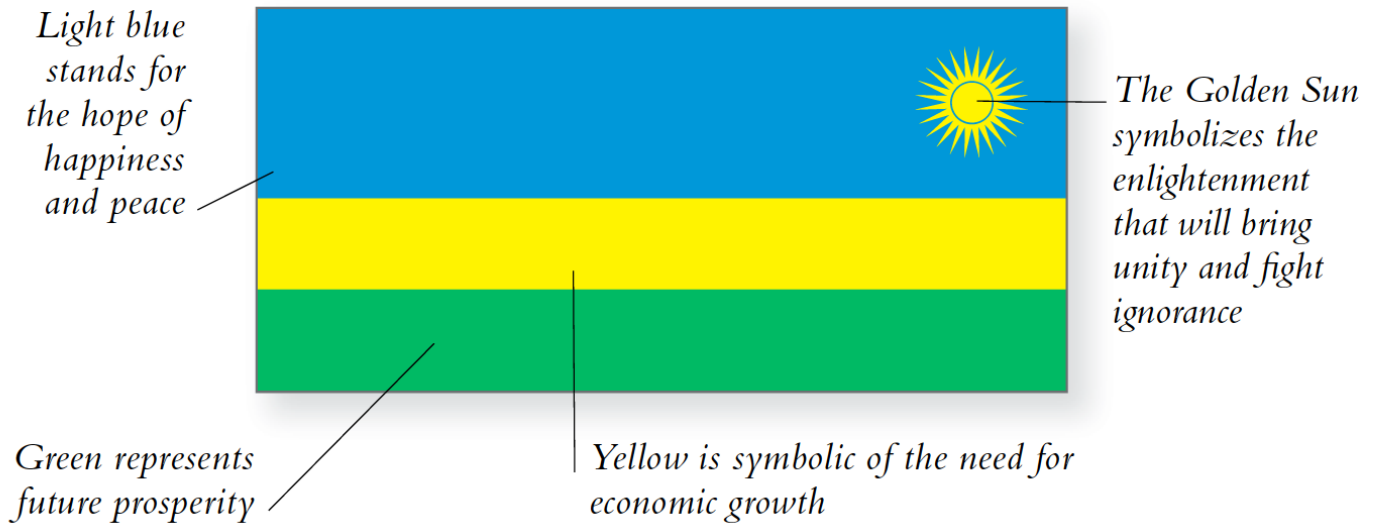 Light blue
stands for
the hope of
happiness
and peace
The Golden Sun
symbolizes the
enlightenment
that will bring
unity and fight
ignorance
Green represents
future prosperity
Yellow is symbolic of the need for
economic growth